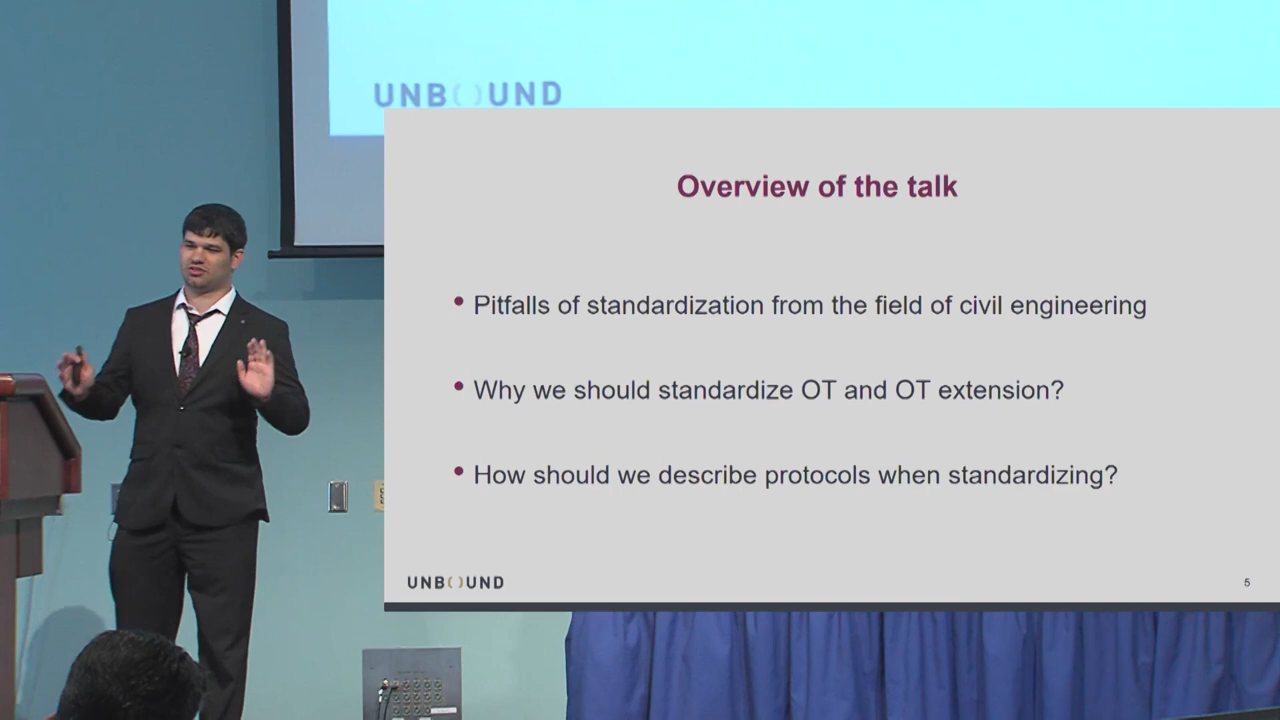 UNBOUND
Overview of the talk
• Pitfalls of standardization from the field of civil engineering
• Why we should standardize OT and OT extension?
• How should we describe protocols when standardizing?
UNBOUND
5